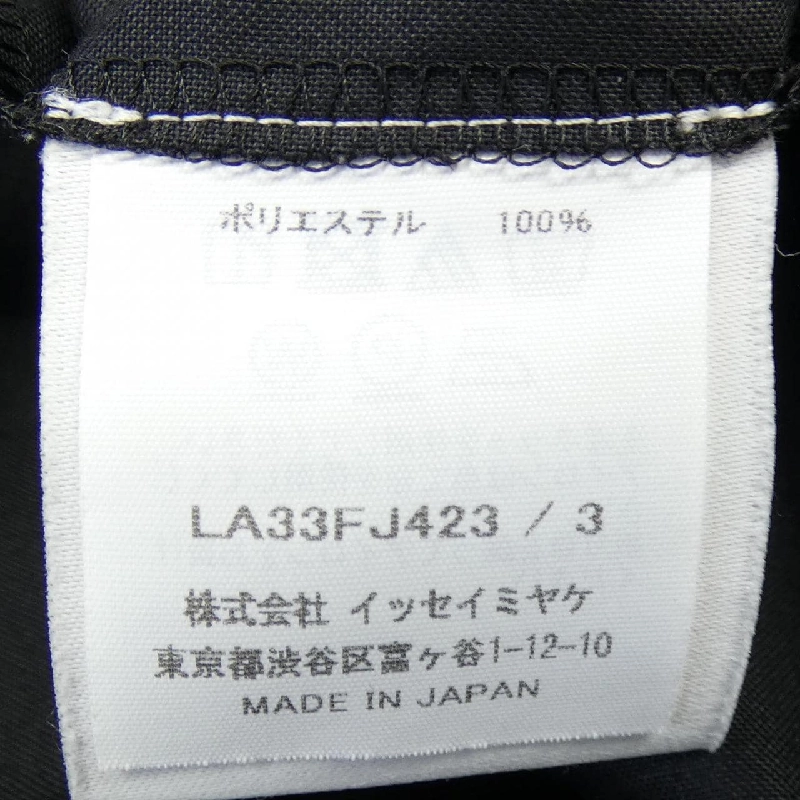 ポリエステル 100%
LA33FJ423 / 3
株式会社 イッセイミヤケ
東京都渋谷区富ヶ谷1-12-10
MADE IN JAPAN